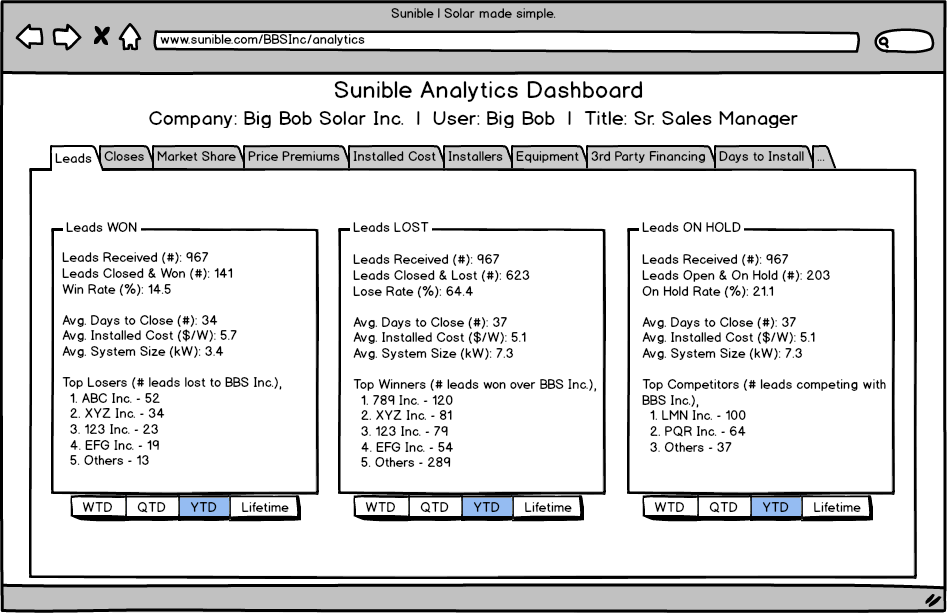 Sunible | Solar made simple.
www.sunible.com/BBSInc/analytics
Sunible Analytics Dashboard
Company: Big Bob Solar Inc. | User: Big Bob | Title: Sr. Sales Manager
Leads Closes Market Share Price Premiums Installed Cost Installers Equipment 3rd Party Financing Days to Install ...
Leads WON
Leads Received (#): 967
Leads Closed & Won (#): 141
Win Rate (%): 14.5
Avg. Days to Close (#): 34
Avg. Installed Cost ($/W): 5.7
Avg. System Size (kW): 3.4
Top Losers (# leads lost to BBS Inc.),
1. ABC Inc. - 52
2. XYZ Inc. - 34
3. 123 Inc. - 23
4. EFG Inc. - 19
5. Others - 13
WTD QTD YTD Lifetime
Leads LOST
Leads Received (#): 967
Leads Closed & Lost (#): 623
Lose Rate (%): 64.4
Avg. Days to Close (#): 37
Avg. Installed Cost ($/W): 5.1
Avg. System Size (kW): 7.3
Top Winners (# leads won over BBS Inc.),
1. 789 Inc. - 120
2. XYZ Inc. - 81
3. 123 Inc. - 79
4. EFG Inc. - 54
5. Others - 289
WTD QTD YTD Lifetime
Leads ON HOLD
Leads Received (#): 967
Leads Open & On Hold (#): 203
On Hold Rate (%): 21.1
Avg. Days to Close (#): 37
Avg. Installed Cost ($/W): 5.1
Avg. System Size (kW): 7.3
Top Competitors (# leads competing with
BBS Inc.),
1. LMN Inc. - 100
2. PQR Inc. - 64
3. Others - 37
WTD QTD YTD Lifetime